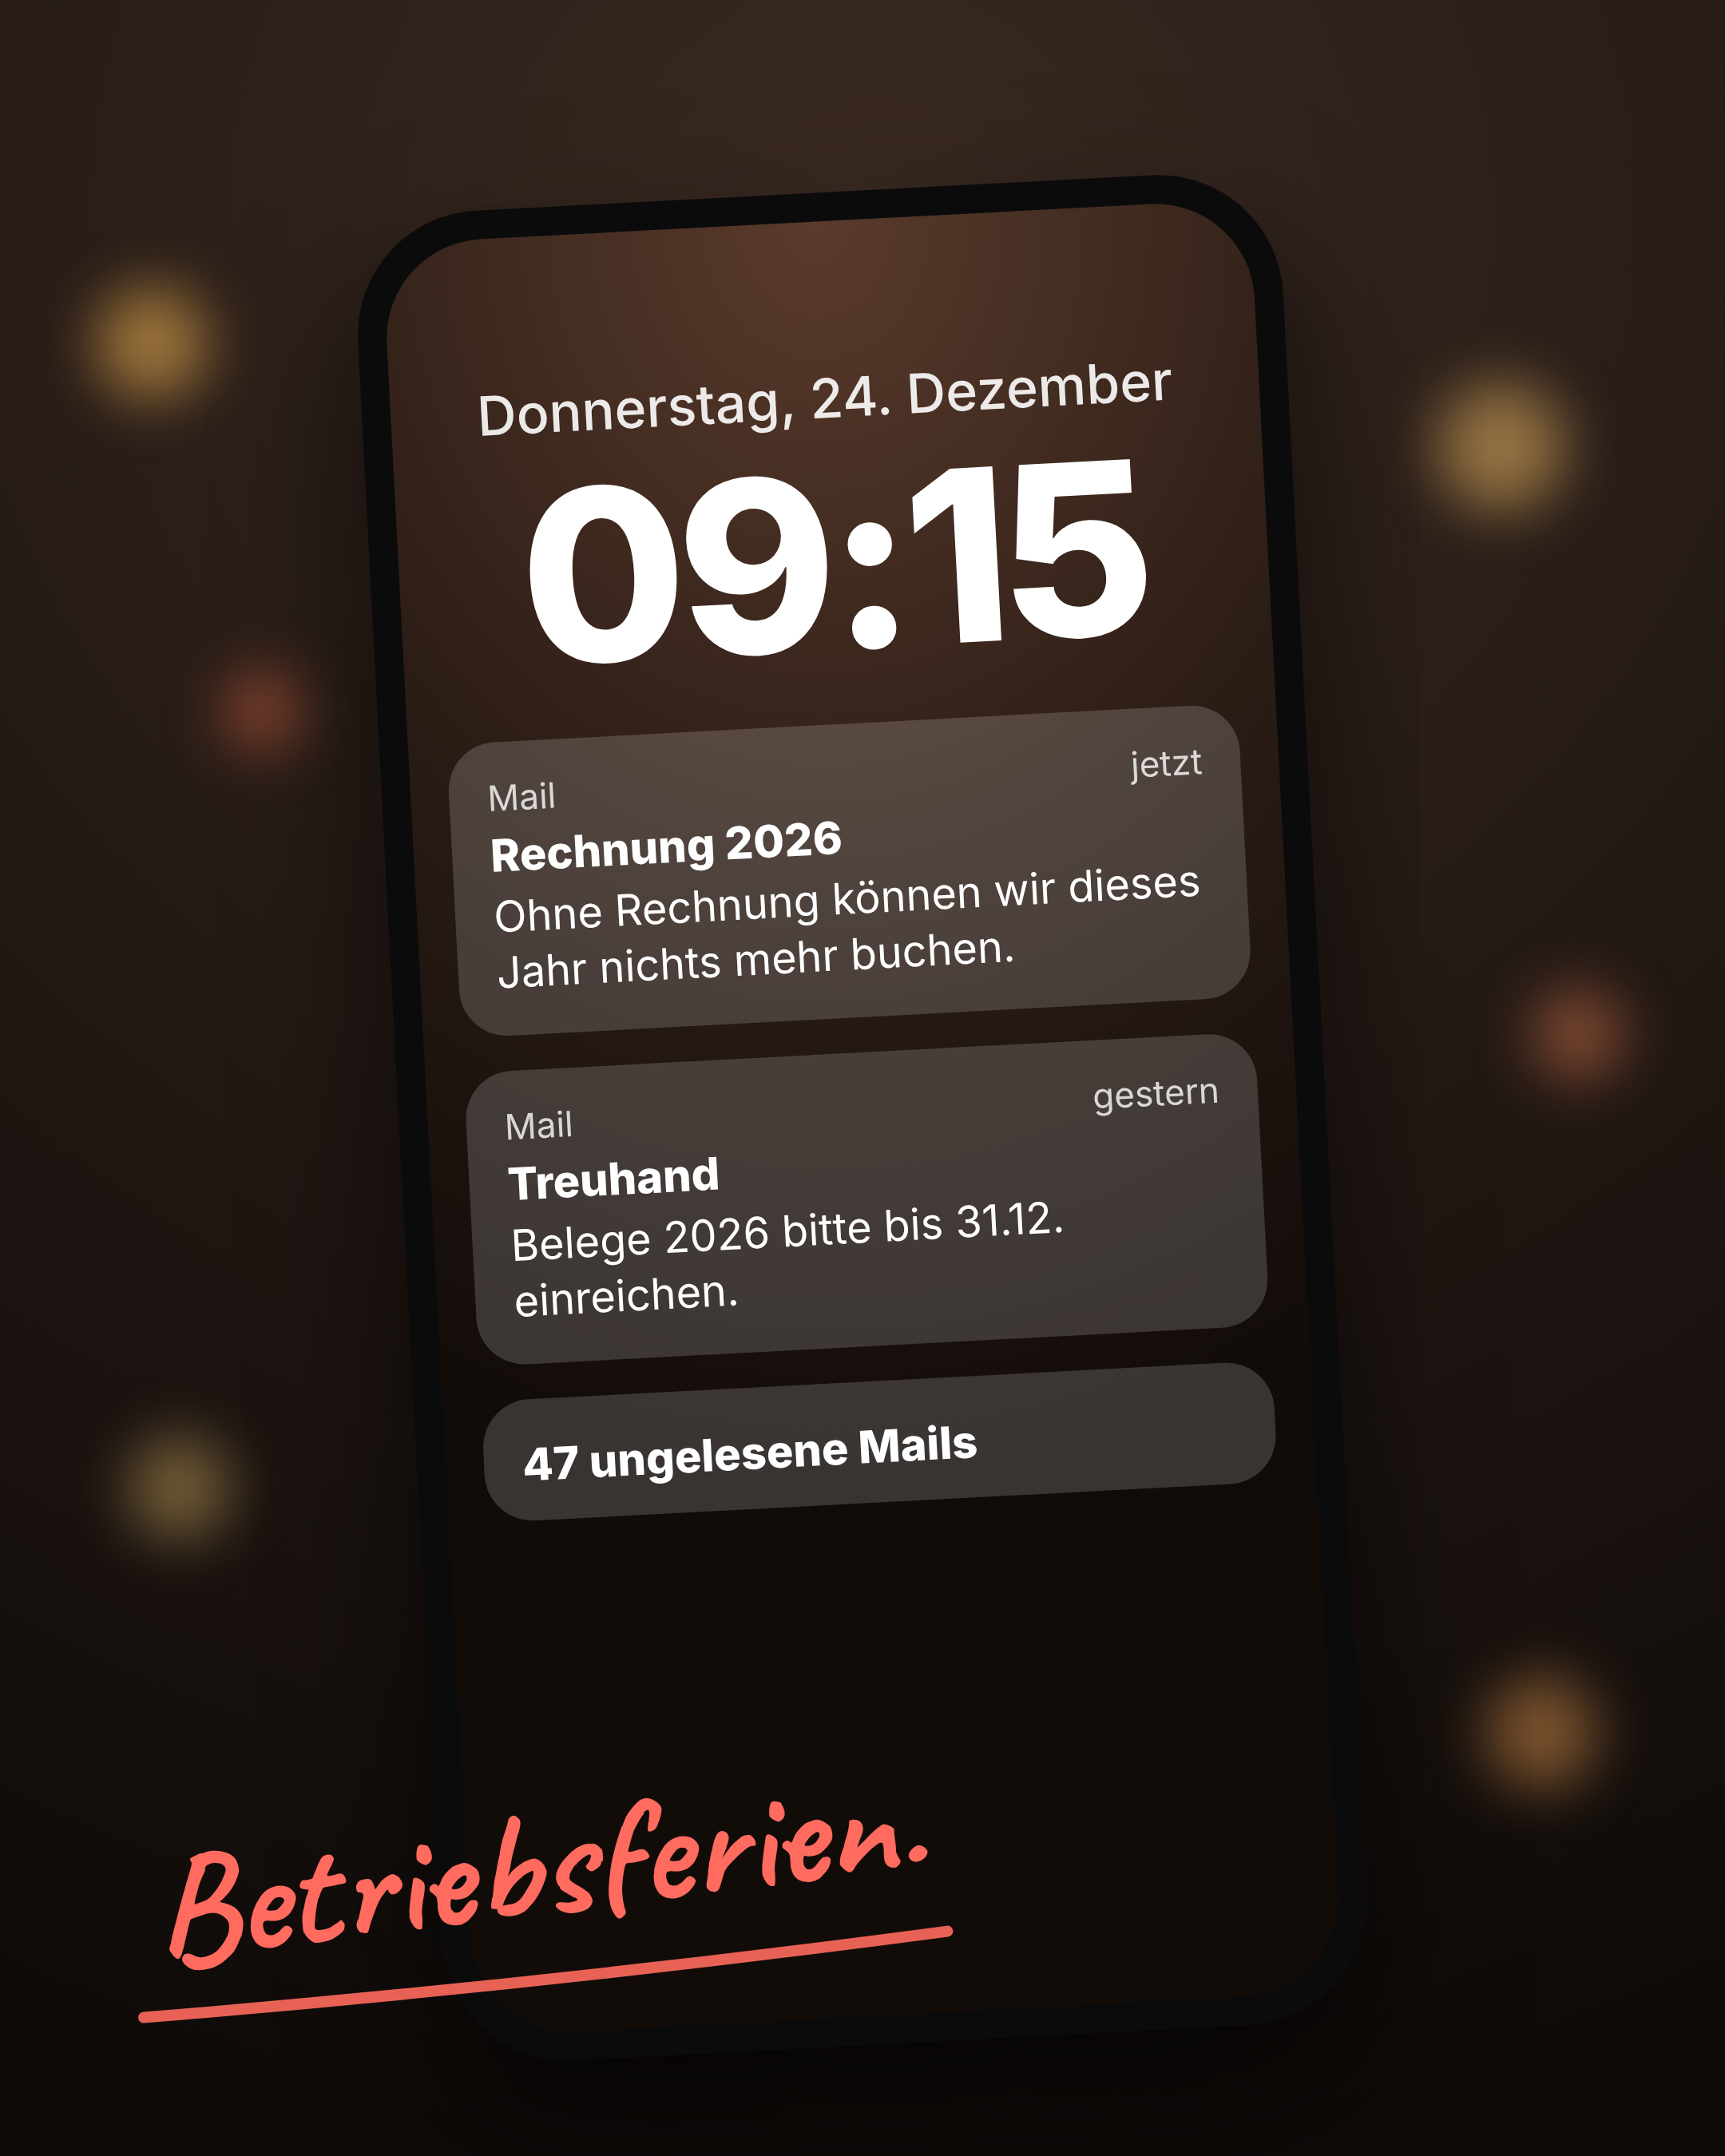 Donnerstag, 24. Dezember
09:15
Mail jetzt
Rechnung 2026
Ohne Rechnung können wir dieses
Jahr nichts mehr buchen.
Mail gestern
Treuhand
Belege 2026 bitte bis 31.12.
einreichen.
47 ungelesene Mails
Betriebsferien.